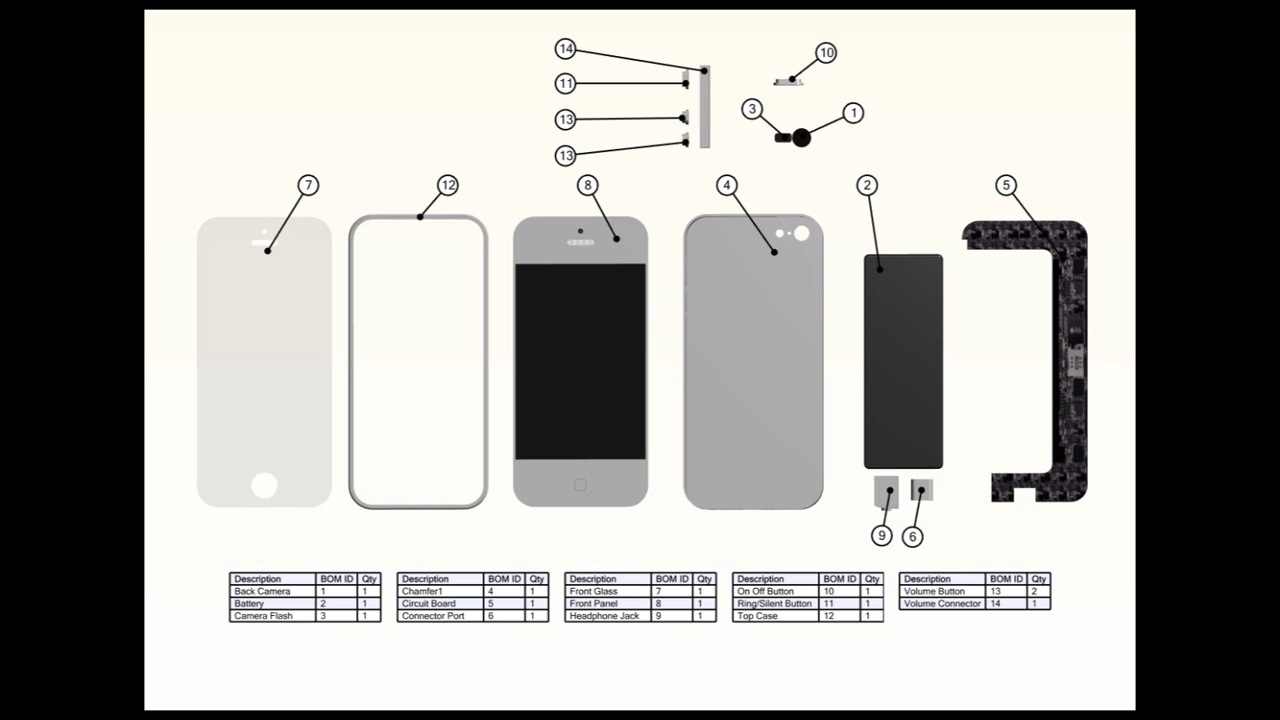 14
10
11
3
1
13
13
7
12
8
4
2
5
9
6
Description BOM ID Qty
Back Camera 1 1
Battery 2 1
Camera Flash 3 1
Description BOM ID Qty
Chamfer1 4 1
Circuit Board 5 1
Connector Port 6 1
Description BOM ID Qty
Front Glass 7 1
Front Panel 8 1
Headphone Jack 9 1
Description BOM ID Qty
On Off Button 10 1
Ring/Silent Button 11 1
Top Case 12 1
Description BOM ID Qty
Volume Button 13 2
Volume Connector 14 1